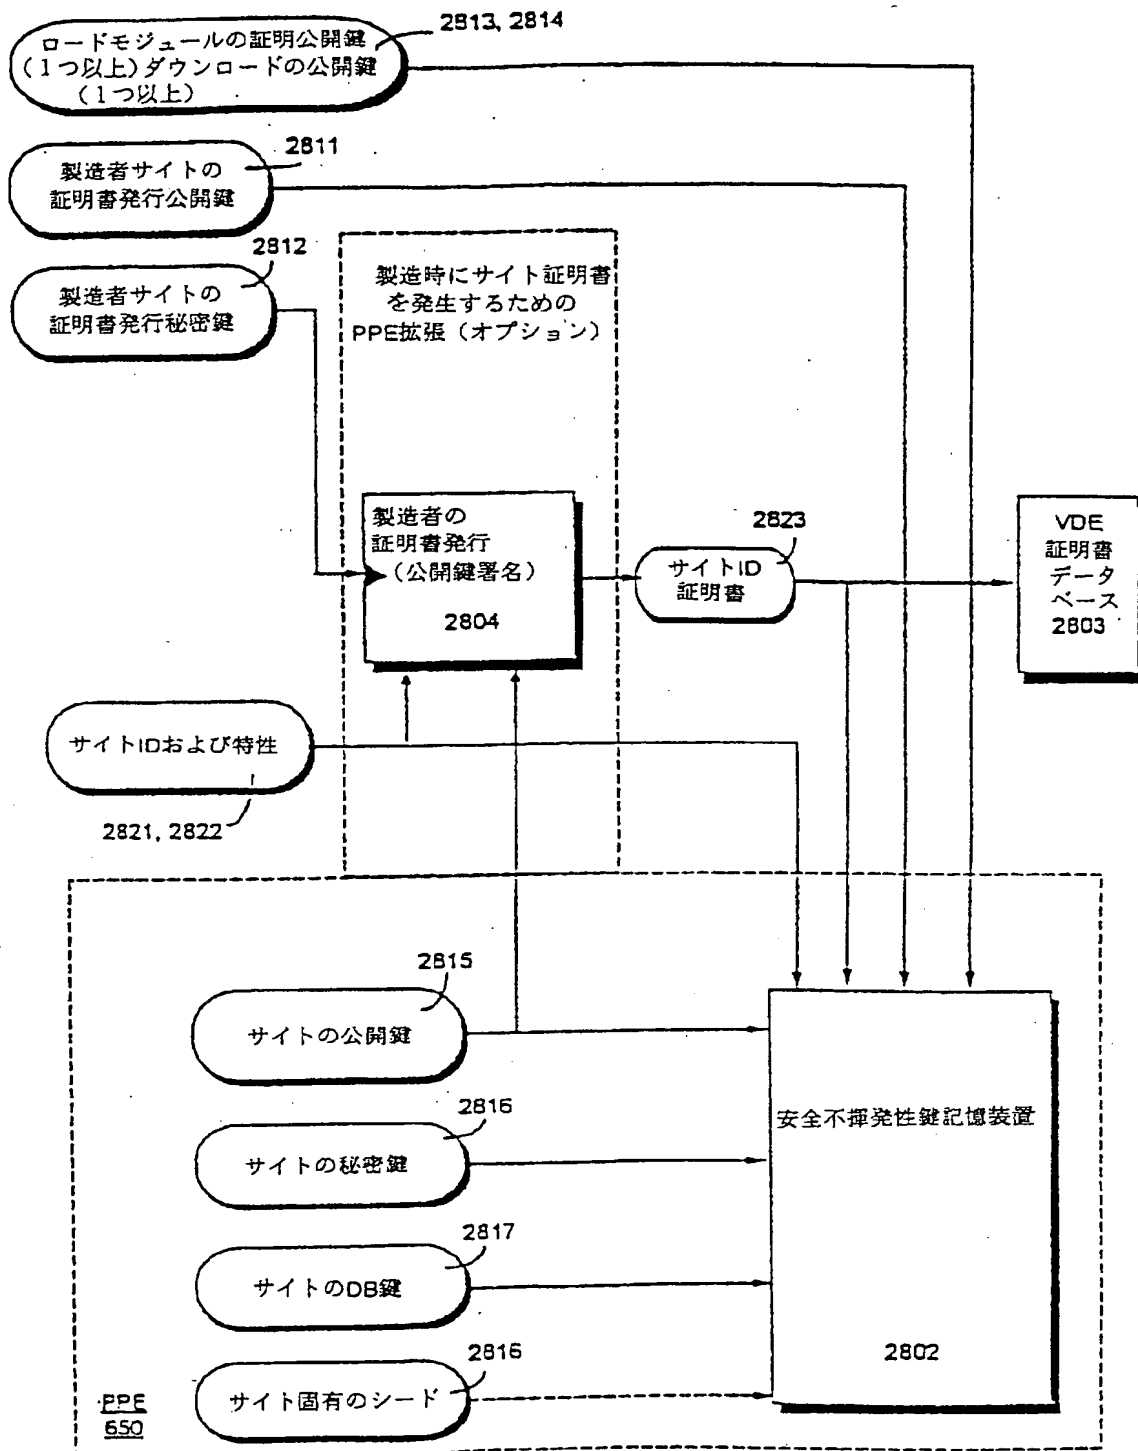 2813, 2814
ロードモジュールの証明公開鍵
(1つ以上)ダウンロードの公開鍵
(1つ以上)
2811
製造者サイトの
証明書発行公開鍵
2812
製造者サイトの
証明書発行秘密鍵
製造時にサイト証明書
を発生するための
PPE拡張(オプション)
製造者の
証明書発行
(公開鍵署名)
2804
2823
サイトID
証明書
VDE
証明書
データ
ベース
2803
サイトIDおよび特性
2821, 2822
2815
サイトの公開鍵
2816
サイトの秘密鍵
2817
サイトのDB鍵
2816
サイト固有のシード
安全不揮発性鍵記憶装置
2802
PPE
650